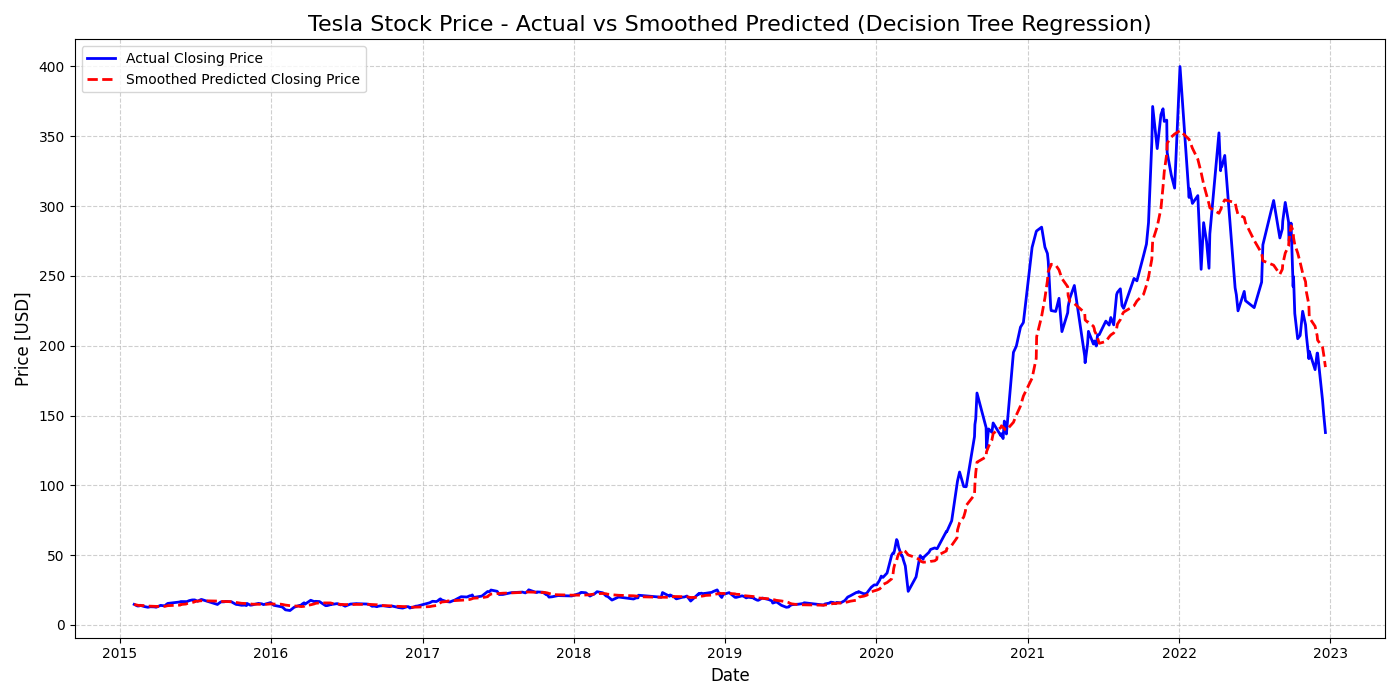 Tesla Stock Price - Actual vs Smoothed Predicted (Decision Tree Regression)
Actual Closing Price
Smoothed Predicted Closing Price
Price [USD]
400
350
300
250
200
150
100
50
0
2015 2016 2017 2018 2019 2020 2021 2022 2023
Date